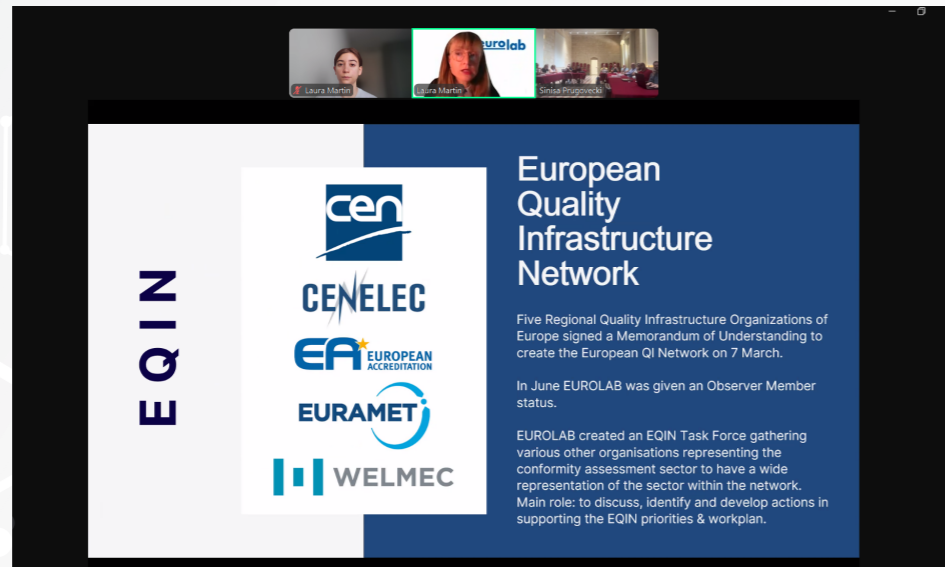 eurolab
Laura Martin
Laura Martin
Sinisa Prugovecki
EQIN
cen
CENELEC
EA EUROPEAN
ACCREDITATION
EURAMET
WELMEC
European
Quality
Infrastructure
Network
Five Regional Quality Infrastructure Organizations of
Europe signed a Memorandum of Understanding to
create the European QI Network on 7 March.
In June EUROLAB was given an Observer Member
status.
EUROLAB created an EQIN Task Force gathering
various other organisations representing the
conformity assessment sector to have a wide
representation of the sector within the network.
Main role: to discuss, identify and develop actions in
supporting the EQIN priorities & workplan.